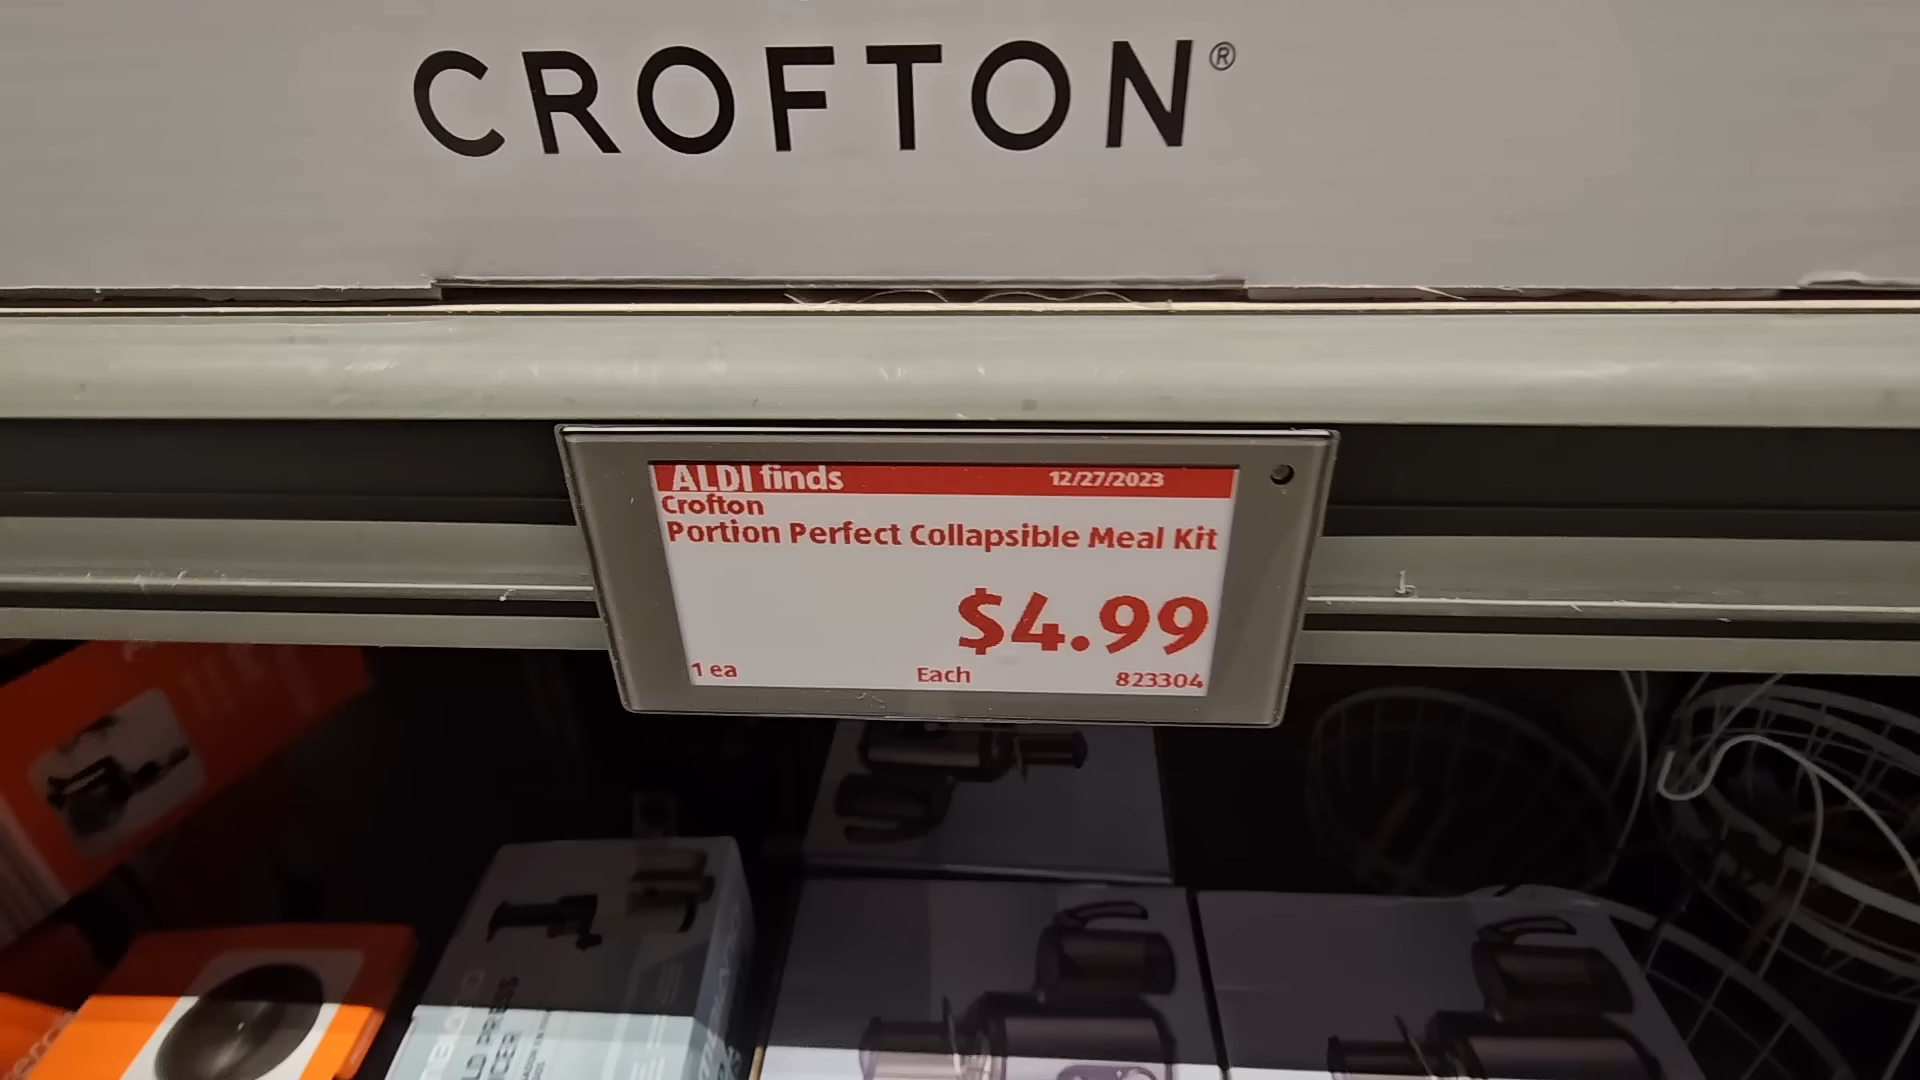 CROFTON®
ALDI finds 12/27/2023
Crofton
Portion Perfect Collapsible Meal Kit
$4.99
1 ea Each 823304